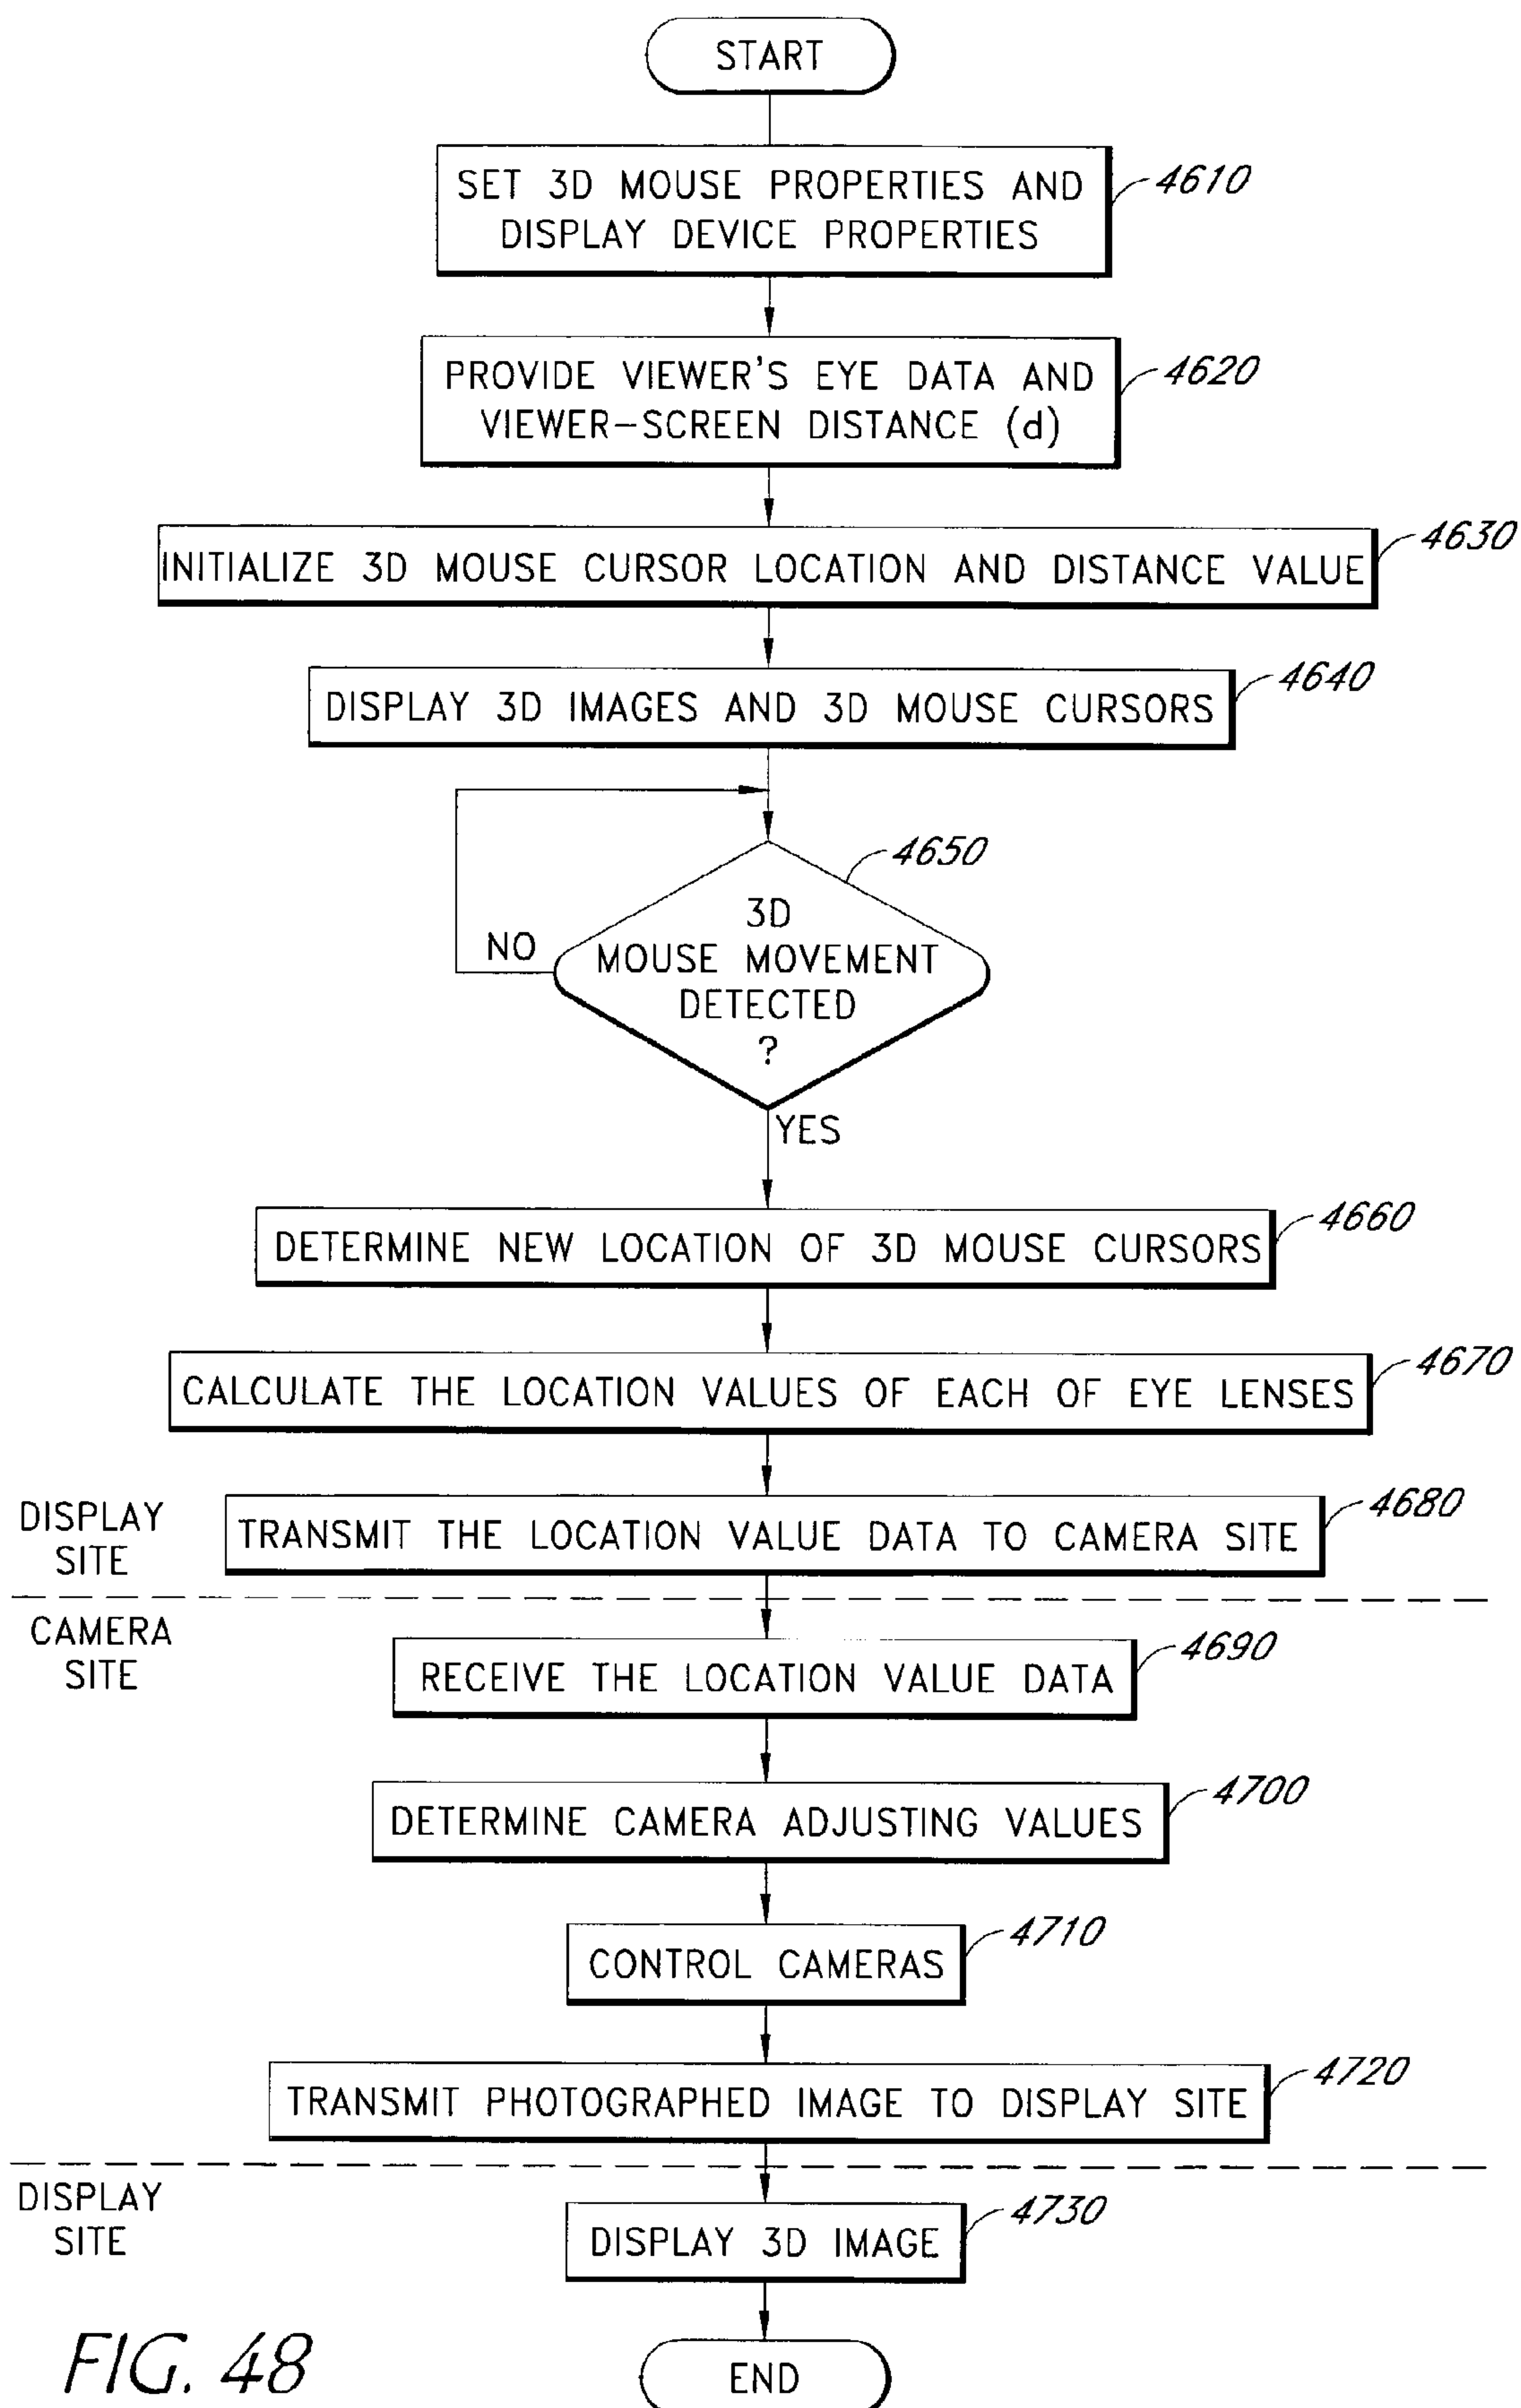 START
SET 3D MOUSE PROPERTIES AND
DISPLAY DEVICE PROPERTIES
4610
PROVIDE VIEWER'S EYE DATA AND
VIEWER-SCREEN DISTANCE (d)
4620
INITIALIZE 3D MOUSE CURSOR LOCATION AND DISTANCE VALUE
4630
DISPLAY 3D IMAGES AND 3D MOUSE CURSORS
4640
4650
3D
MOUSE MOVEMENT
DETECTED
?
NO
YES
DETERMINE NEW LOCATION OF 3D MOUSE CURSORS
4660
CALCULATE THE LOCATION VALUES OF EACH OF EYE LENSES
4670
DISPLAY
SITE
TRANSMIT THE LOCATION VALUE DATA TO CAMERA SITE
4680
CAMERA
SITE
RECEIVE THE LOCATION VALUE DATA
4690
DETERMINE CAMERA ADJUSTING VALUES
4700
CONTROL CAMERAS
4710
TRANSMIT PHOTOGRAPHED IMAGE TO DISPLAY SITE
4720
DISPLAY
SITE
DISPLAY 3D IMAGE
4730
END
FIG. 48